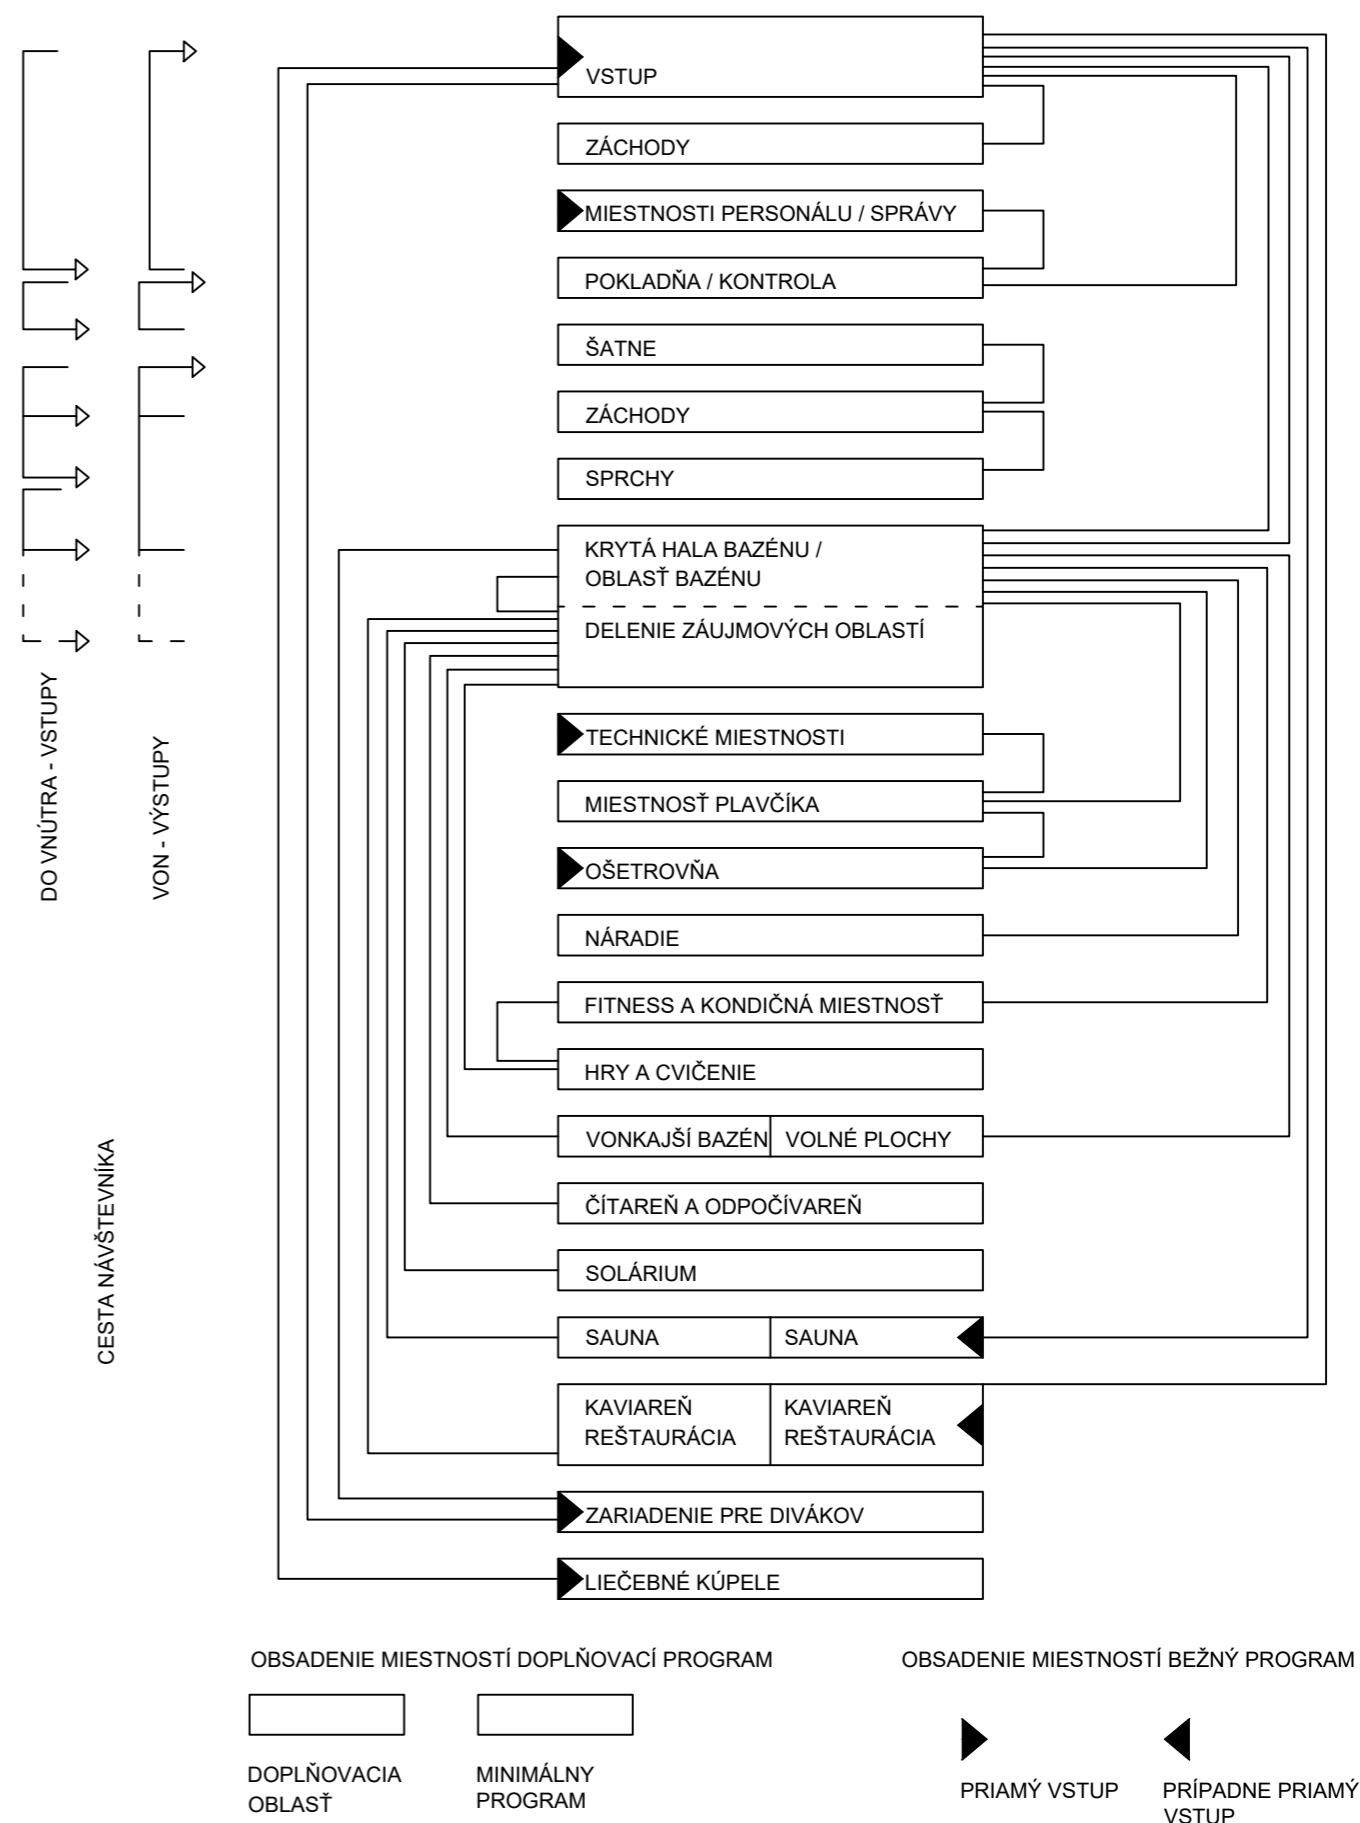 VSTUP
ZÁCHODY
MIESTNOSTI PERSONÁLU / SPRÁVY
POKLADŇA / KONTROLA
ŠATNE
ZÁCHODY
SPRCHY
KRYTÁ HALA BAZÉNU /
OBLASŤ BAZÉNU
DELENIE ZÁUJMOVÝCH OBLASTÍ
TECHNICKÉ MIESTNOSTI
MIESTNOSŤ PLAVČÍKA
OŠETROVŇA
NÁRADIE
FITNESS A KONDIČNÁ MIESTNOSŤ
HRY A CVIČENIE
VONKAJŠÍ BAZÉN VOLNÉ PLOCHY
ČÍTAREŇ A ODPOČÍVAREŇ
SOLÁRIUM
SAUNA SAUNA
KAVIAREŇ KAVIAREŇ
REŠTAURÁCIA REŠTAURÁCIA
ZARIADENIE PRE DIVÁKOV
LIEČEBNÉ KÚPELE
DO VNÚTRA - VSTUPY
VON - VÝSTUPY
CESTA NÁVŠTEVNÍKA
OBSADENIE MIESTNOSTÍ DOPLŇOVACÍ PROGRAM
DOPLŇOVACIA
OBLASŤ
MINIMÁLNY
PROGRAM
OBSADENIE MIESTNOSTÍ BEŽNÝ PROGRAM
PRIAMÝ VSTUP
PRÍPADNE PRIAMÝ
VSTUP